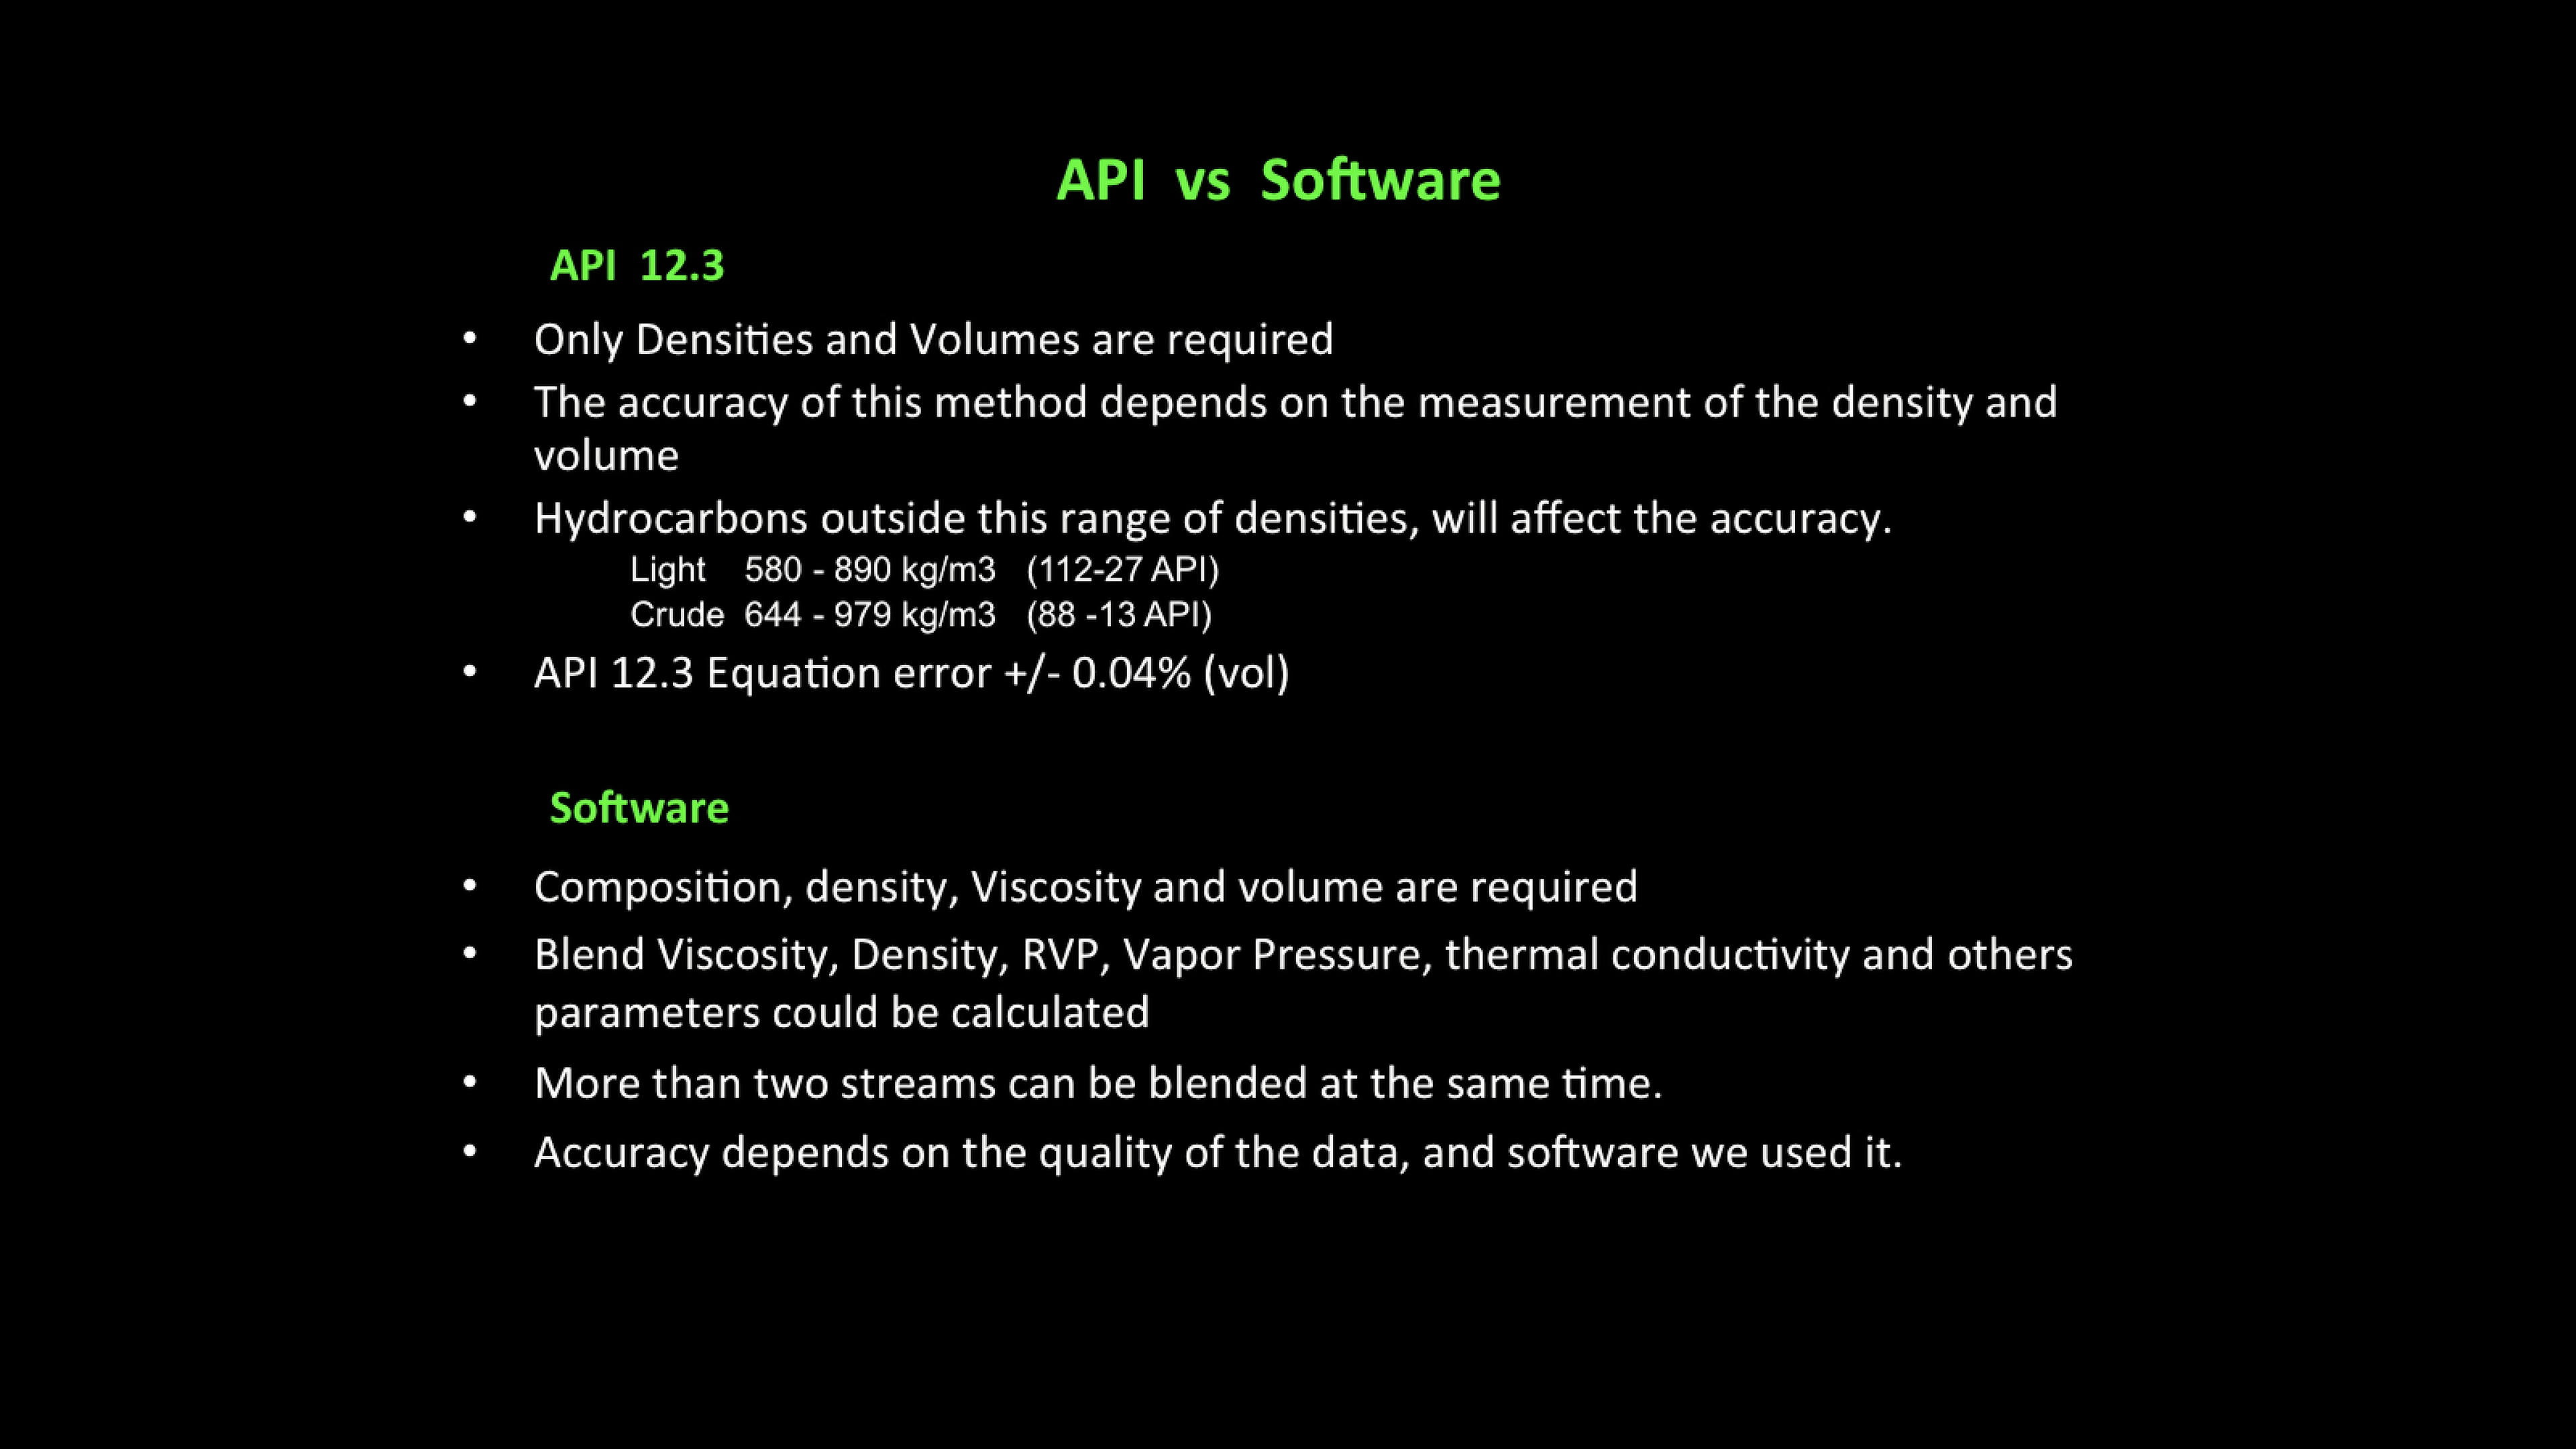 API vs Software
API 12.3
• Only Densities and Volumes are required
• The accuracy of this method depends on the measurement of the density and
volume
• Hydrocarbons outside this range of densities, will affect the accuracy.
Light 580 - 890 kg/m3 (112-27 API)
Crude 644 - 979 kg/m3 (88 -13 API)
• API 12.3 Equation error +/- 0.04% (vol)
Software
• Composition, density, Viscosity and volume are required
• Blend Viscosity, Density, RVP, Vapor Pressure, thermal conductivity and others
parameters could be calculated
• More than two streams can be blended at the same time.
• Accuracy depends on the quality of the data, and software we used it.